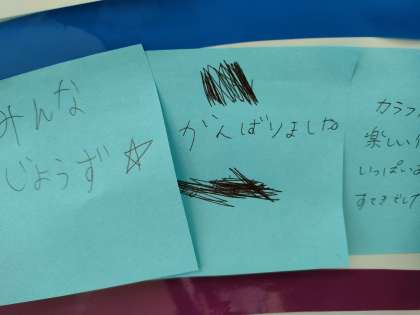 みんな
じょうず☆
がんばりましね
カラフ
楽しい
いっぱい
すてきでした